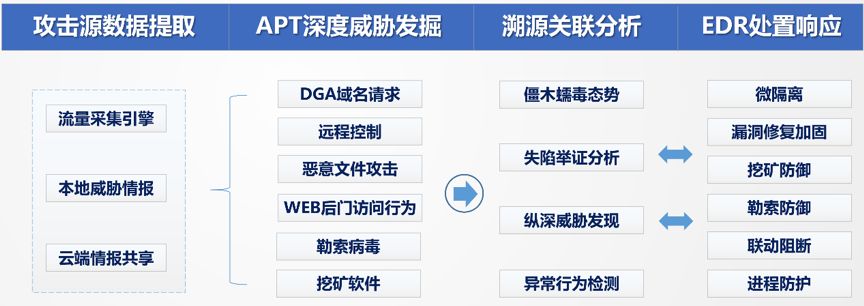 攻击源数据提取
APT深度威胁发掘
溯源关联分析
EDR处置响应
流量采集引擎
本地威胁情报
云端情报共享
DGA域名请求
远程控制
恶意文件攻击
WEB后门访问行为
勒索病毒
挖矿软件
僵木蠕毒态势
失陷举证分析
纵深威胁发现
异常行为检测
微隔离
漏洞修复加固
挖矿防御
勒索防御
联动阻断
进程防护